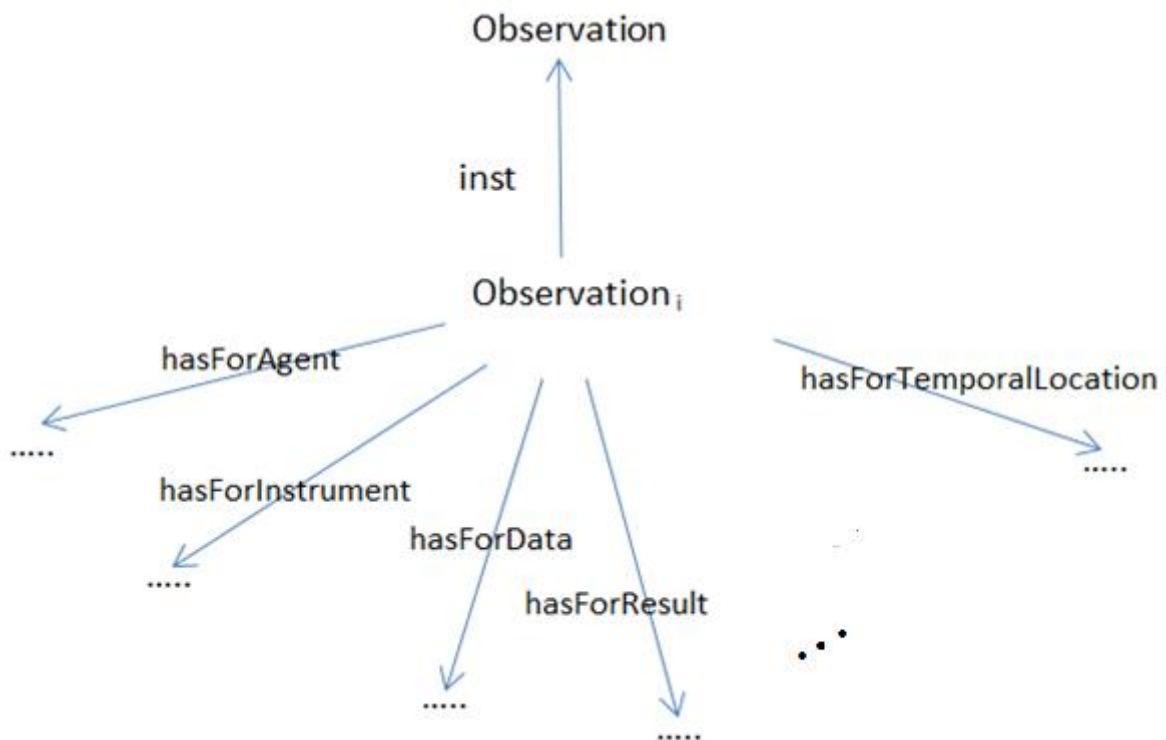 Observation
inst
Observation i
hasForAgent
hasForTemporalLocation
.....
.....
hasForInstrument
hasForData
.....
hasForResult
...
.....
.....